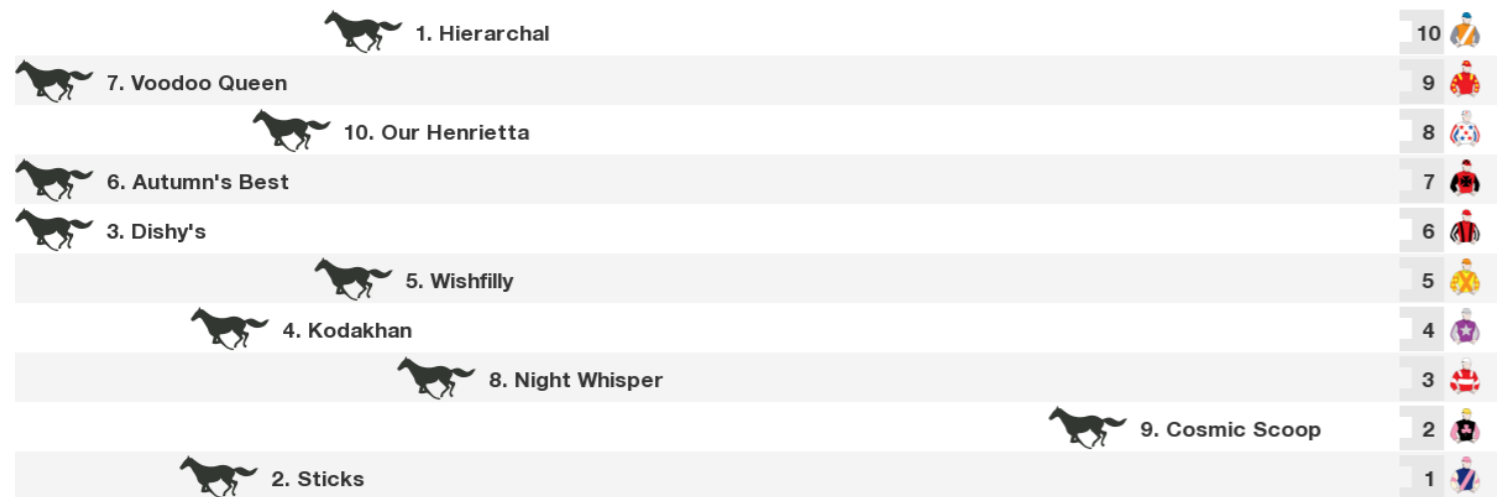 1. Hierarchal 10
7. Voodoo Queen 9
10. Our Henrietta 8
6. Autumn's Best 7
3. Dishy's 6
5. Wishfilly 5
4. Kodakhan 4
8. Night Whisper 3
9. Cosmic Scoop 2
2. Sticks 1